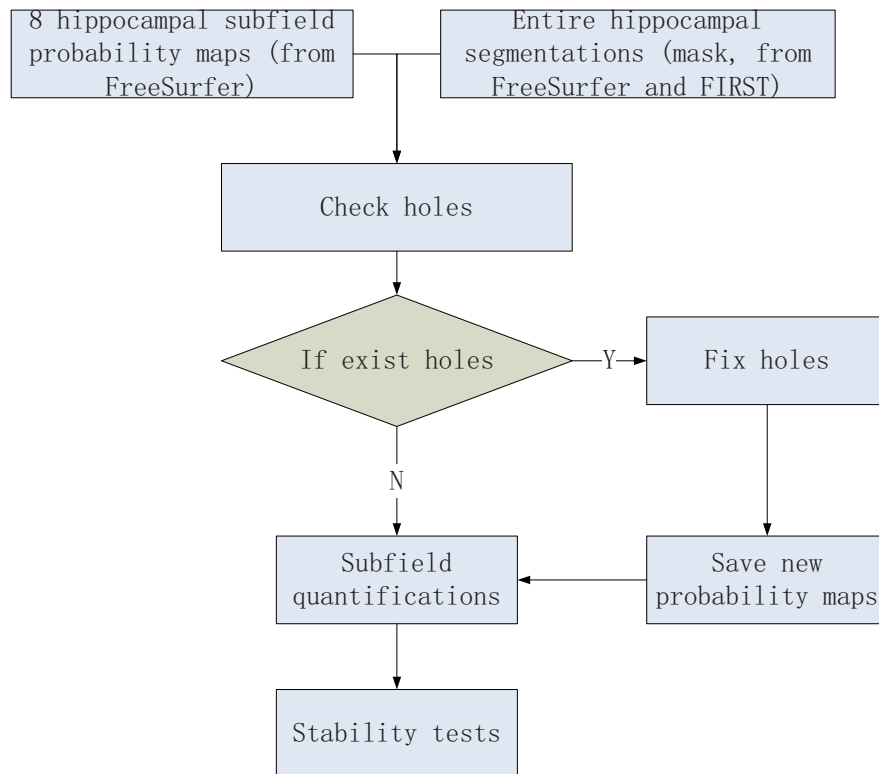 8 hippocampal subfield
probability maps (from
FreeSurfer)
Entire hippocampal
segmentations (mask, from
FreeSurfer and FIRST)
Check holes
If exist holes
Y
Fix holes
N
Subfield
quantifications
Save new
probability maps
Stability tests